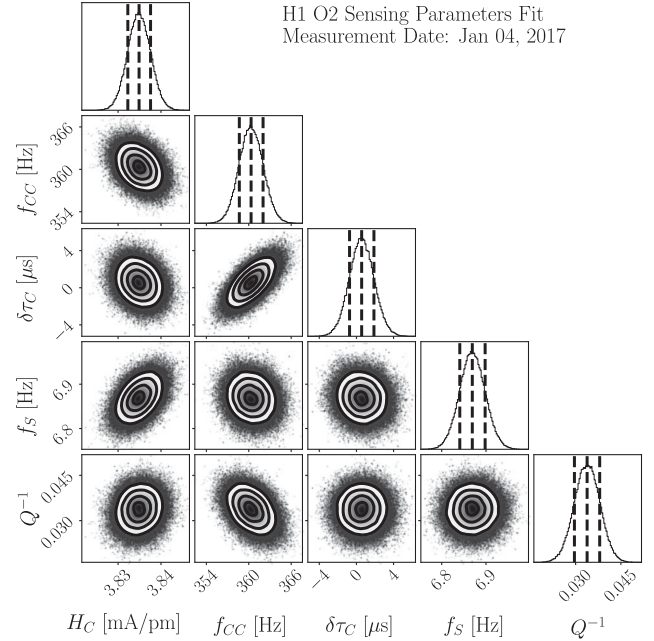 H1 O2 Sensing Parameters Fit
Measurement Date: Jan 04, 2017
f_CC [Hz]
366
360
354
δτ_C [μs]
4
0
−4
f_S [Hz]
6.9
6.8
Q⁻¹
0.045
0.030
3.83 3.84 354 360 366 −4 0 4 6.8 6.9 0.030 0.045
H_C [mA/pm] f_CC [Hz] δτ_C [μs] f_S [Hz] Q⁻¹